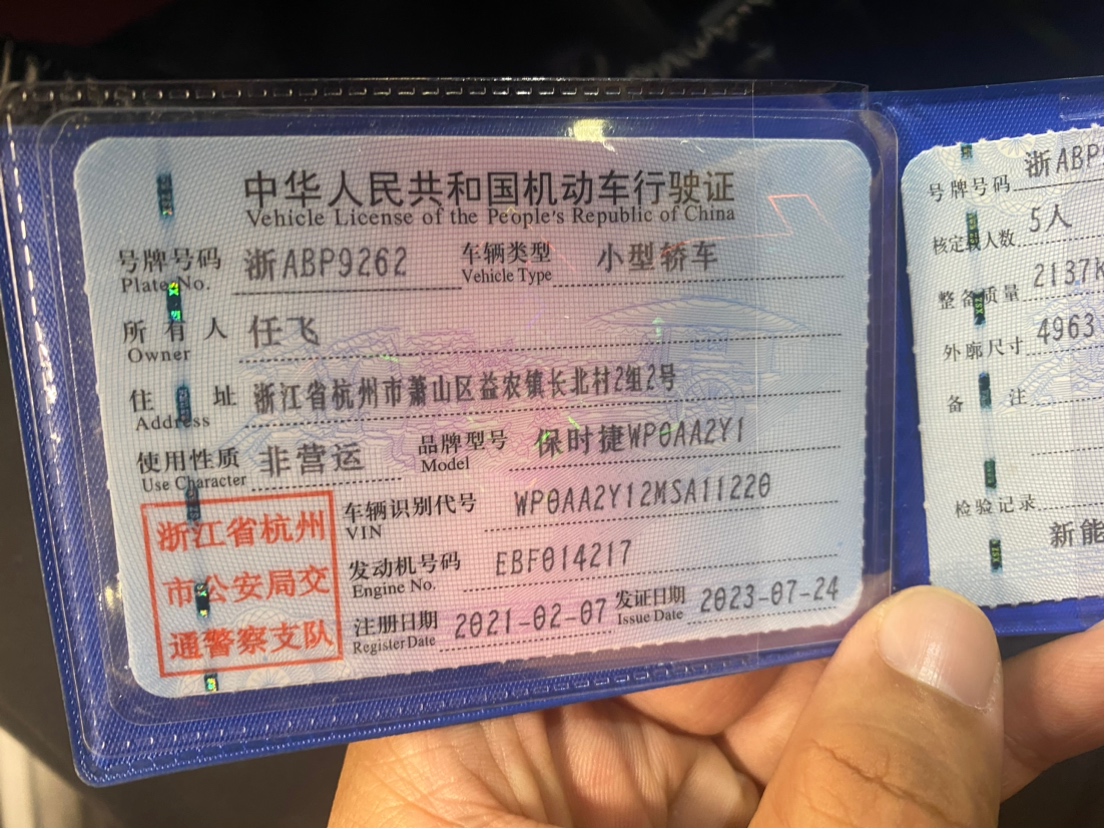 中华人民共和国机动车行驶证
Vehicle License of the People's Republic of China
号牌号码 浙ABP9262 车辆类型 小型轿车
Plate No. Vehicle Type
所有人 任飞
Owner
住址 浙江省杭州市萧山区益农镇长北村2组2号
Address
使用性质 非营运 品牌型号 保时捷WP0AA2Y1
Use Character Model
车辆识别代号 WP0AA2Y12MSA11220
VIN
发动机号码 EBF014217
Engine No.
注册日期 2021-02-07 发证日期 2023-07-24
Register Date Issue Date
浙江省杭州
市公安局交
通警察支队
号牌号码 浙ABP
核定载人数 5人
整备质量 2137K
外廓尺寸 4963
备注
检验记录
新能